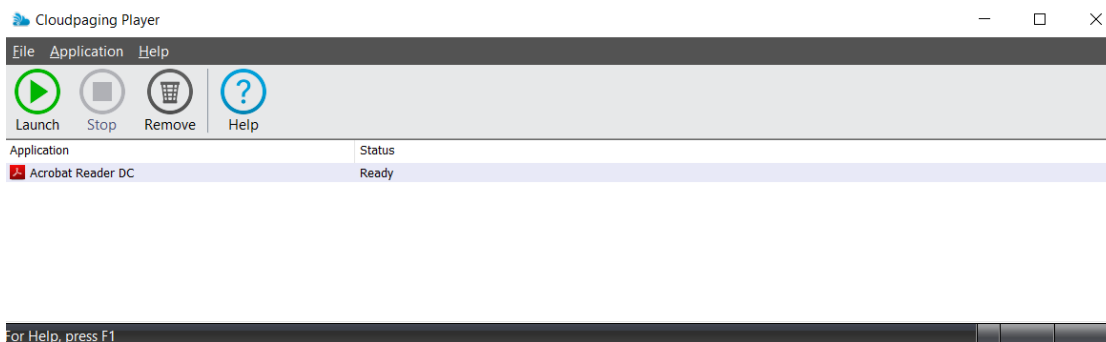 Cloudpaging Player
File Application Help
Launch Stop Remove Help
Application Status
Acrobat Reader DC Ready
For Help, press F1